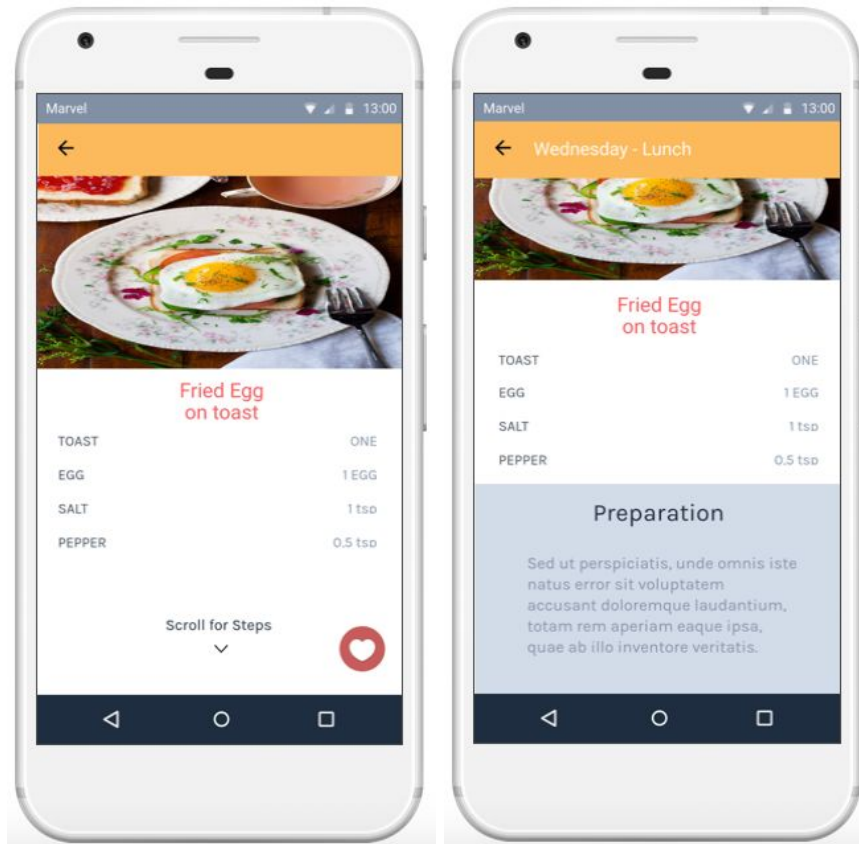 Marvel 13:00
Fried Egg
on toast
TOAST ONE
EGG 1 EGG
SALT 1 tsp
PEPPER 0.5 tsp
Scroll for Steps
Marvel 13:00
Wednesday - Lunch
Fried Egg
on toast
TOAST ONE
EGG 1 EGG
SALT 1 tsp
PEPPER 0.5 tsp
Preparation
Sed ut perspiciatis, unde omnis iste
natus error sit voluptatem
accusant doloremque laudantium,
totam rem aperiam eaque ipsa,
quae ab illo inventore veritatis.